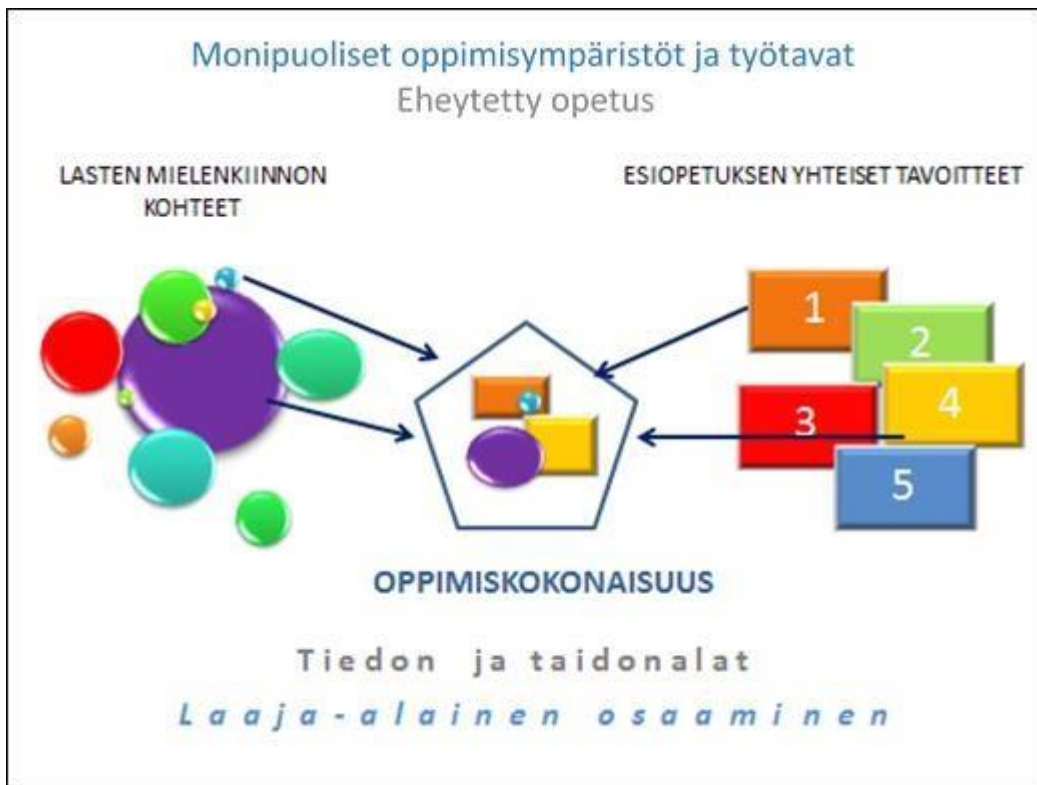 Monipuoliset oppimisympäristöt ja työtavat
Eheytetty opetus
LASTEN MIELENKIINNON
KOHTEET
ESIOPETUKSEN YHTEISET TAVOITTEET
1
2
3
4
5
OPPIMISKOKONAISUUS
Tiedon ja taidonalat
Laaja-alainen osaaminen